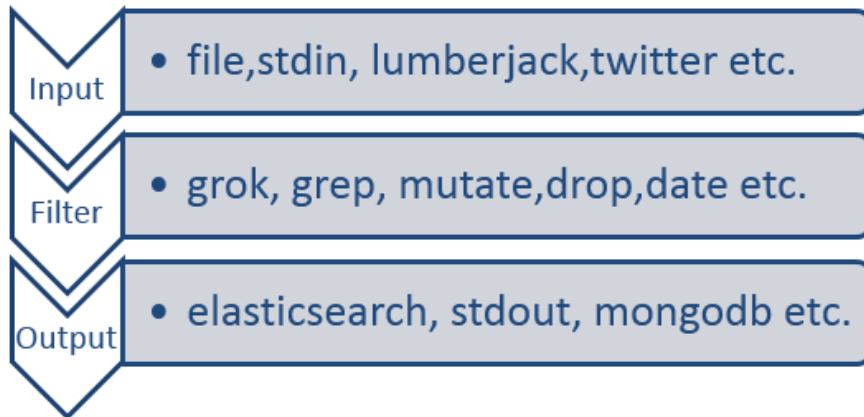 Input
• file,stdin, lumberjack,twitter etc.
Filter
• grok, grep, mutate,drop,date etc.
Output
• elasticsearch, stdout, mongodb etc.